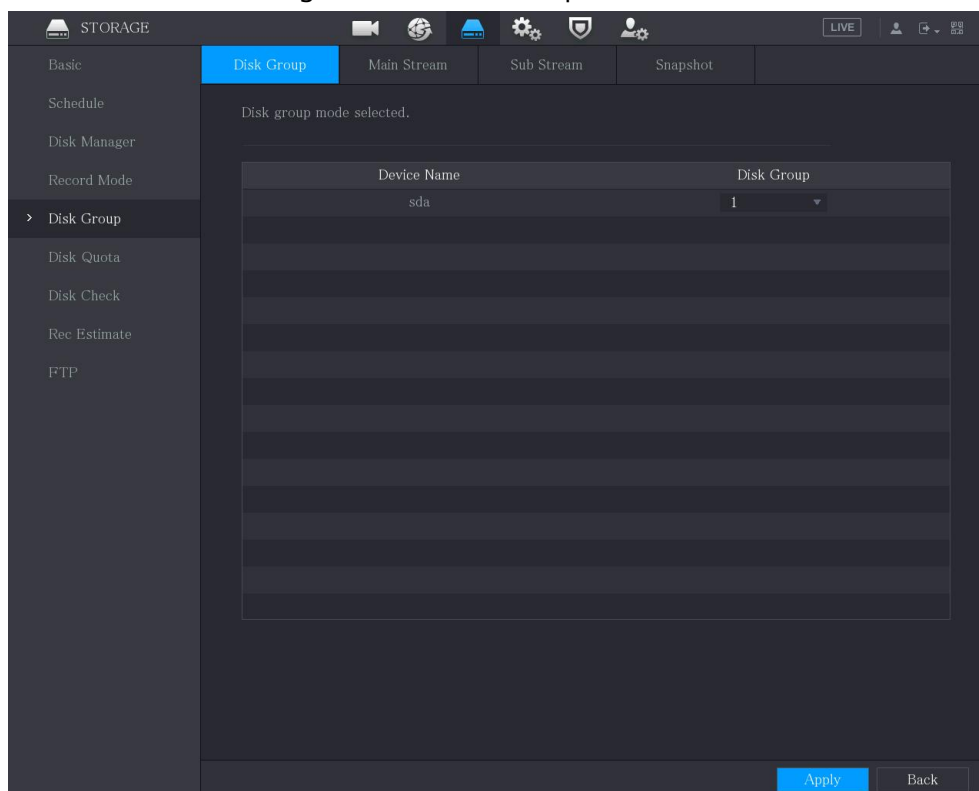 STORAGE
LIVE
Basic
Schedule
Disk Manager
Record Mode
Disk Group
Disk Quota
Disk Check
Rec Estimate
FTP
Disk Group Main Stream Sub Stream Snapshot
Disk group mode selected.
Device Name Disk Group
sda 1
Apply Back